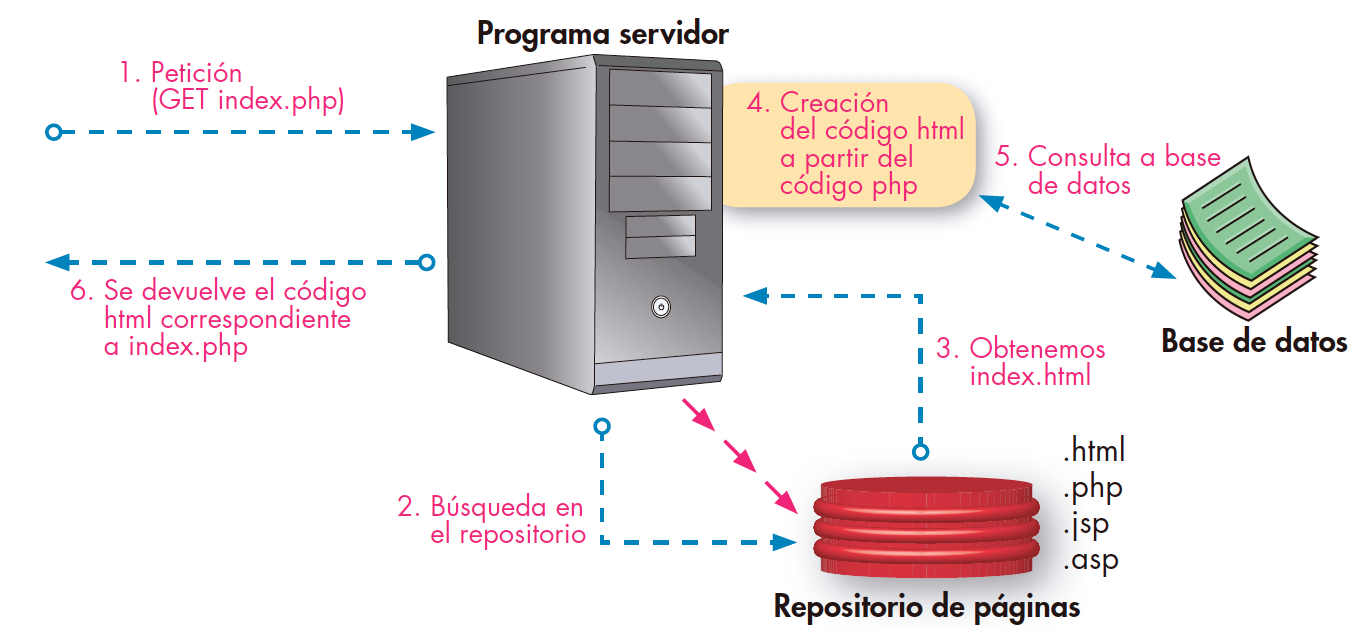 Programa servidor
1. Petición
(GET index.php)
4. Creación
del código html
a partir del
código php
5. Consulta a base
de datos
6. Se devuelve el código
html correspondiente
a index.php
Base de datos
3. Obtenemos
index.html
2. Búsqueda en
el repositorio
.html
.php
.jsp
.asp
Repositorio de páginas